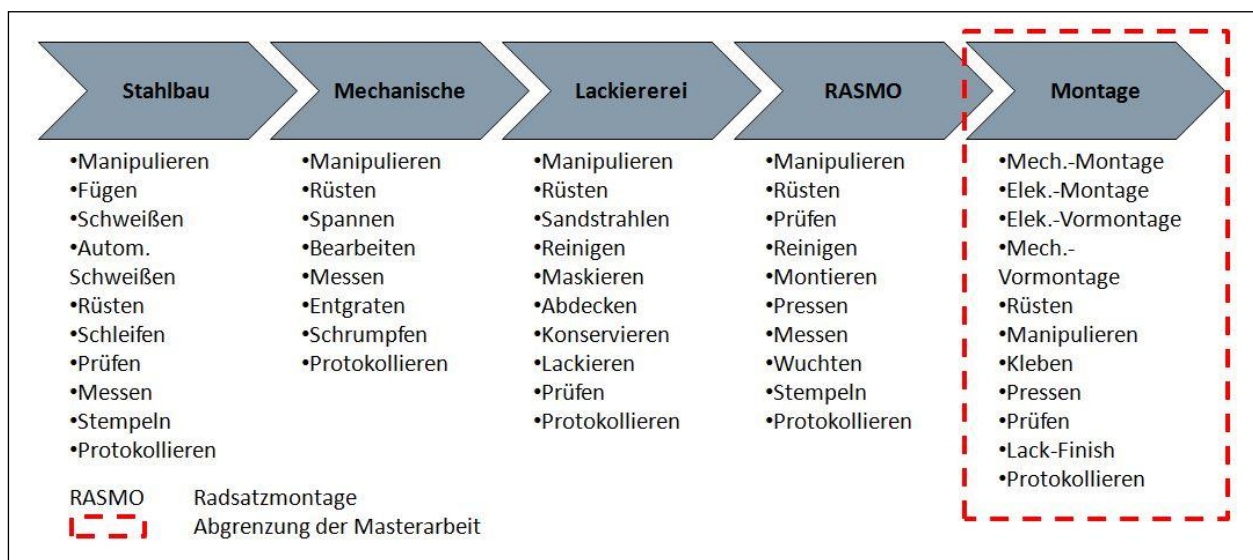 Stahlbau
Mechanische
Lackiererei
RASMO
Montage
•Manipulieren
•Fügen
•Schweißen
•Autom.
Schweißen
•Rüsten
•Schleifen
•Prüfen
•Messen
•Stempeln
•Protokollieren
•Manipulieren
•Rüsten
•Spannen
•Bearbeiten
•Messen
•Entgraten
•Schrumpfen
•Protokollieren
•Manipulieren
•Rüsten
•Sandstrahlen
•Reinigen
•Maskieren
•Abdecken
•Konservieren
•Lackieren
•Prüfen
•Protokollieren
•Manipulieren
•Rüsten
•Prüfen
•Reinigen
•Montieren
•Pressen
•Messen
•Wuchten
•Stempeln
•Protokollieren
•Mech.-Montage
•Elek.-Montage
•Elek.-Vormontage
•Mech.-
Vormontage
•Rüsten
•Manipulieren
•Kleben
•Pressen
•Prüfen
•Lack-Finish
•Protokollieren
RASMO Radsatzmontage
Abgrenzung der Masterarbeit